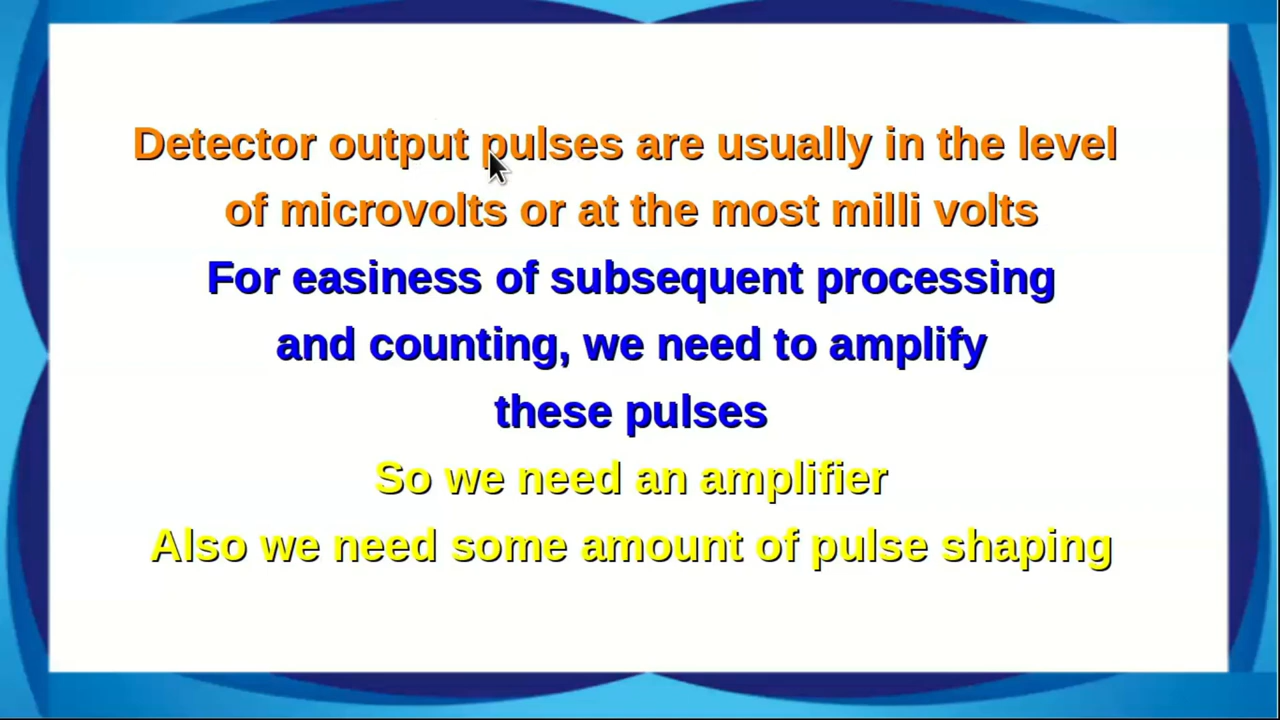 Detector output pulses are usually in the level
of microvolts or at the most milli volts
For easiness of subsequent processing
and counting, we need to amplify
these pulses
So we need an amplifier
Also we need some amount of pulse shaping